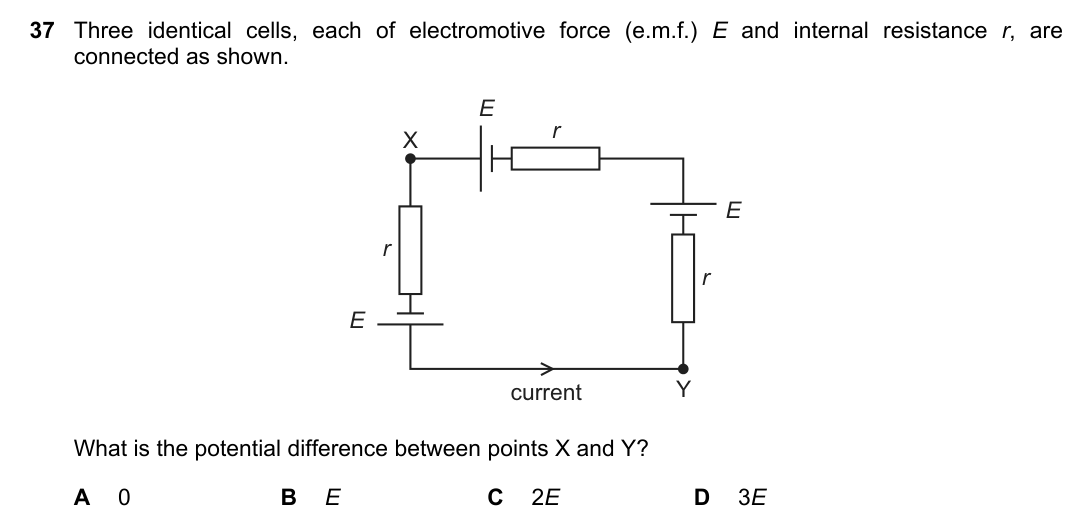 37 Three identical cells, each of electromotive force (e.m.f.) E and internal resistance r, are
connected as shown.
E
r
X
E
r
r
E
current
Y
What is the potential difference between points X and Y?
A 0 B E C 2E D 3E